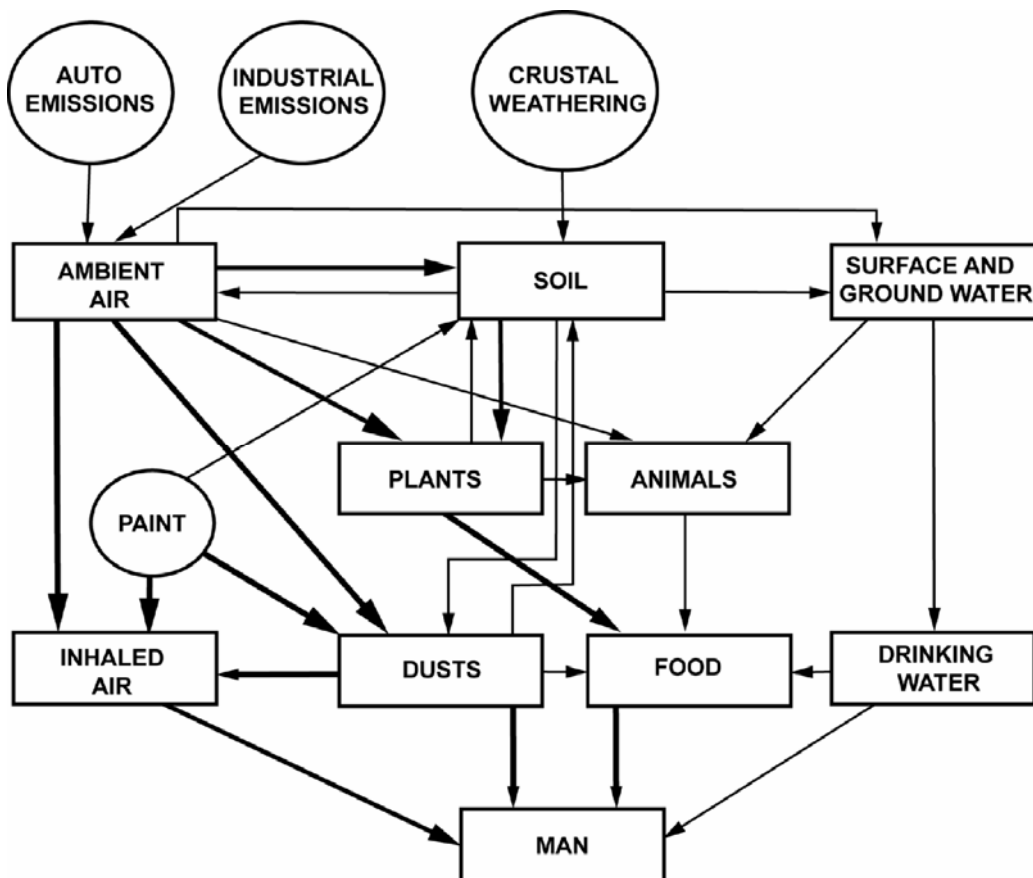 AUTO
EMISSIONS
INDUSTRIAL
EMISSIONS
CRUSTAL
WEATHERING
AMBIENT
AIR
SOIL
SURFACE AND
GROUND WATER
PLANTS
ANIMALS
PAINT
INHALED
AIR
DUSTS
FOOD
DRINKING
WATER
MAN